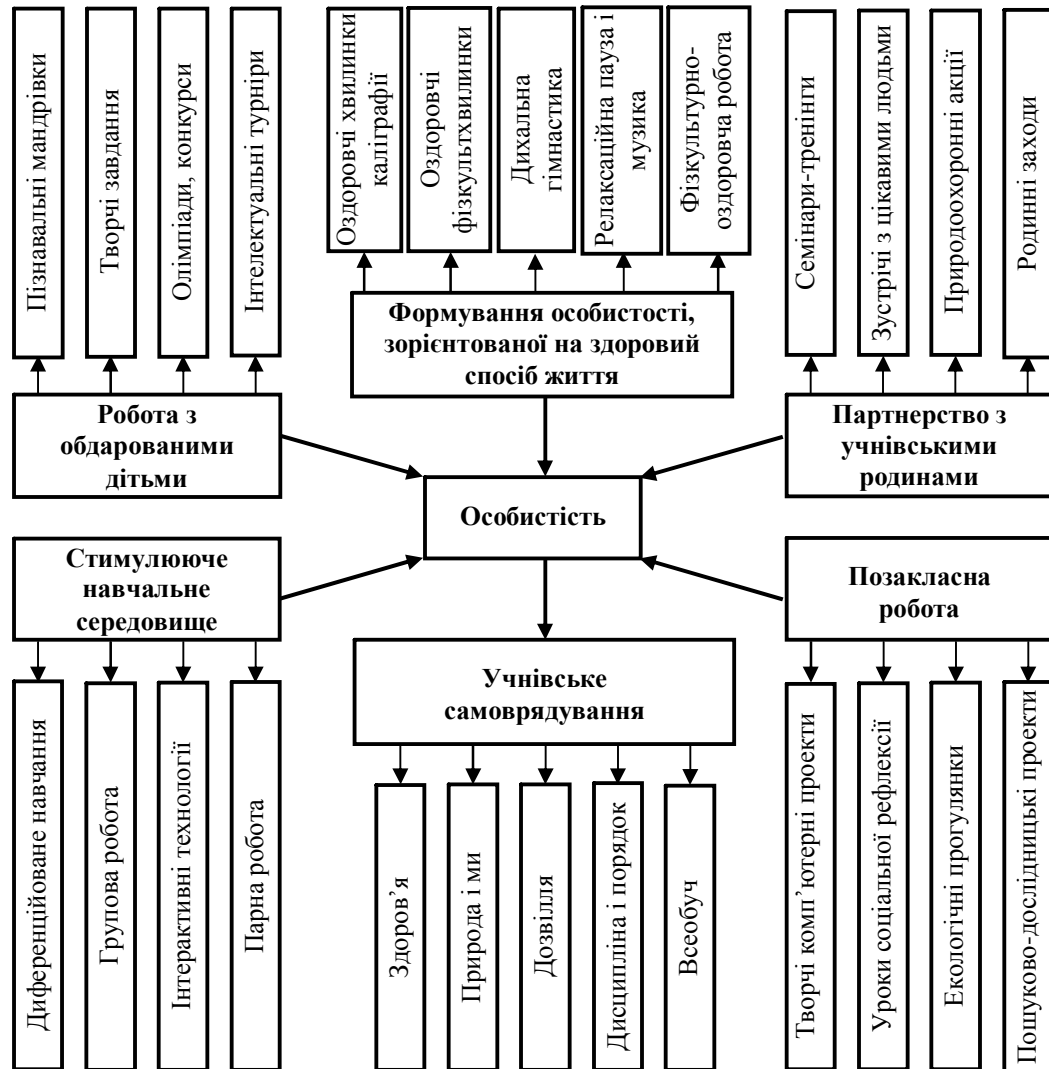 Пізнавальні мандрівки
Творчі завдання
Олімпіади, конкурси
Інтелектуальні турніри
Оздоровчі хвилинки
каліграфії
Оздоровчі
фізкультхвилинки
Дихальна
гімнастика
Релаксаційна пауза і
музика
Фізкультурно-
оздоровча робота
Семінари-тренінги
Зустрічі з цікавими людьми
Природоохоронні акції
Родинні заходи
Робота з
обдарованими
дітьми
Формування особистості,
зорієнтованої на здоровий
спосіб життя
Партнерство з
учнівськими
родинами
Особистість
Стимулююче
навчальне
середовище
Учнівське
самоврядування
Позакласна
робота
Диференційоване навчання
Групова робота
Інтерактивні технології
Парна робота
Здоров’я
Природа і ми
Дозвілля
Дисципліна і порядок
Всеобуч
Творчі комп’ютерні проекти
Уроки соціальної рефлексії
Екологічні прогулянки
Пошуково-дослідницькі проекти